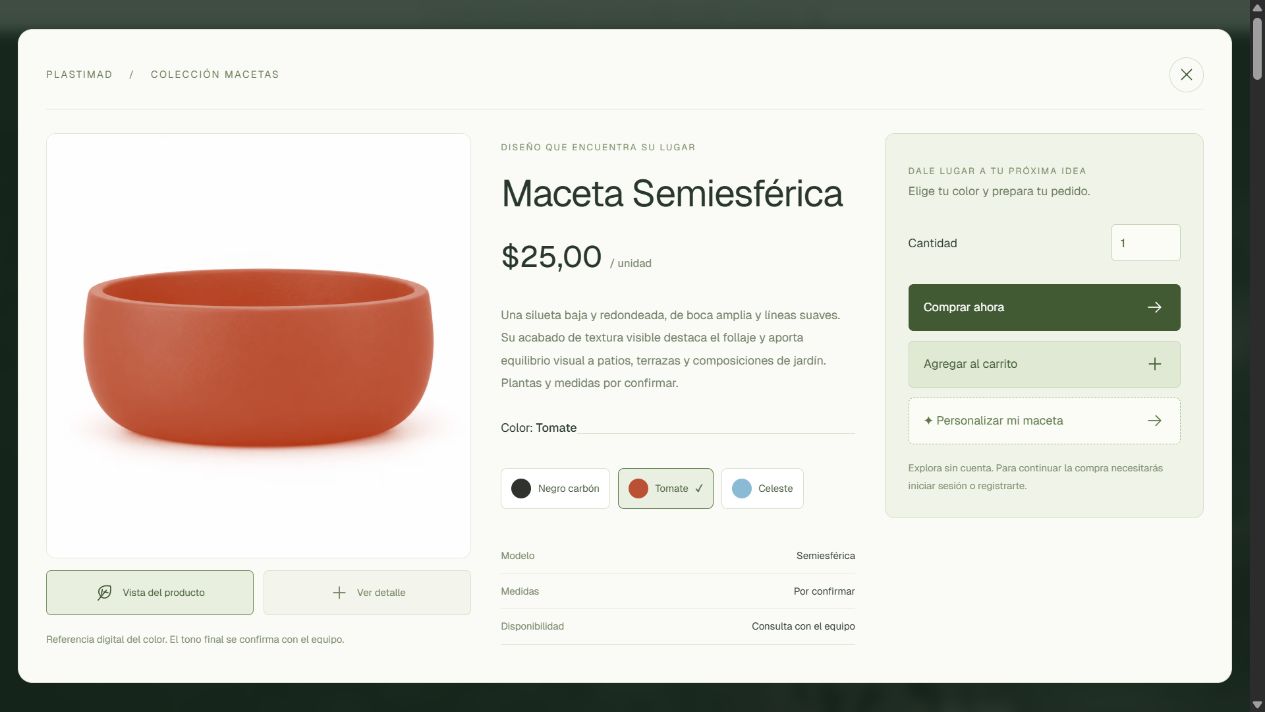 PLASTIMAD / COLECCIÓN MACETAS
DISEÑO QUE ENCUENTRA SU LUGAR
Maceta Semiesférica
$25,00 / unidad
Una silueta baja y redondeada, de boca amplia y líneas suaves.
Su acabado de textura visible destaca el follaje y aporta
equilibrio visual a patios, terrazas y composiciones de jardín.
Plantas y medidas por confirmar.
Color: Tomate
Negro carbón
Tomate ✓
Celeste
Modelo Semiesférica
Medidas Por confirmar
Disponibilidad Consulta con el equipo
Vista del producto
Ver detalle
Referencia digital del color. El tono final se confirma con el equipo.
DALE LUGAR A TU PRÓXIMA IDEA
Elige tu color y prepara tu pedido.
Cantidad 1
Comprar ahora →
Agregar al carrito +
✦ Personalizar mi maceta →
Explora sin cuenta. Para continuar la compra necesitarás
iniciar sesión o registrarte.